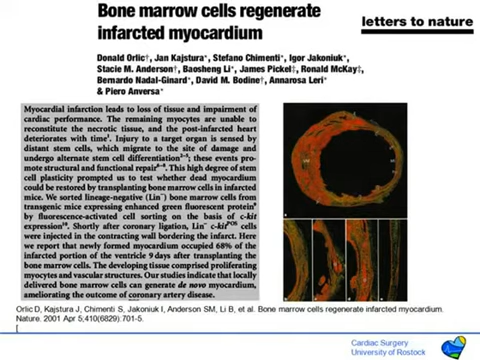 Bone marrow cells regenerate
infarcted myocardium
letters to nature
Donald Orlic†, Jan Kajstura*, Stefano Chimenti*, Igor Jakoniuk*,
Stacie M. Anderson†, Baosheng Li*, James Pickel‡, Ronald McKay‡,
Bernardo Nadal-Ginard*, David M. Bodine†, Annarosa Leri*
& Piero Anversa*
Myocardial infarction leads to loss of tissue and impairment of
cardiac performance. The remaining myocytes are unable to
reconstitute the necrotic tissue, and the post-infarcted heart
deteriorates with time¹. Injury to a target organ is sensed by
distant stem cells, which migrate to the site of damage and
undergo alternate stem cell differentiation²⁻⁵; these events pro-
mote structural and functional repair⁶⁻⁸. This high degree of stem
cell plasticity prompted us to test whether dead myocardium
could be restored by transplanting bone marrow cells in infarcted
mice. We sorted lineage-negative (Lin⁻) bone marrow cells from
transgenic mice expressing enhanced green fluorescent protein⁹
by fluorescence-activated cell sorting on the basis of c-kit
expression¹⁰. Shortly after coronary ligation, Lin⁻ c-kitᴾᴼˢ cells
were injected in the contracting wall bordering the infarct. Here
we report that newly formed myocardium occupied 68% of the
infarcted portion of the ventricle 9 days after transplanting the
bone marrow cells. The developing tissue comprised proliferating
myocytes and vascular structures. Our studies indicate that locally
delivered bone marrow cells can generate de novo myocardium,
ameliorating the outcome of coronary artery disease.
Orlic D, Kajstura J, Chimenti S, Jakoniuk I, Anderson SM, Li B, et al. Bone marrow cells regenerate infarcted myocardium.
Nature. 2001 Apr 5;410(6829):701-5.
[
Cardiac Surgery
University of Rostock